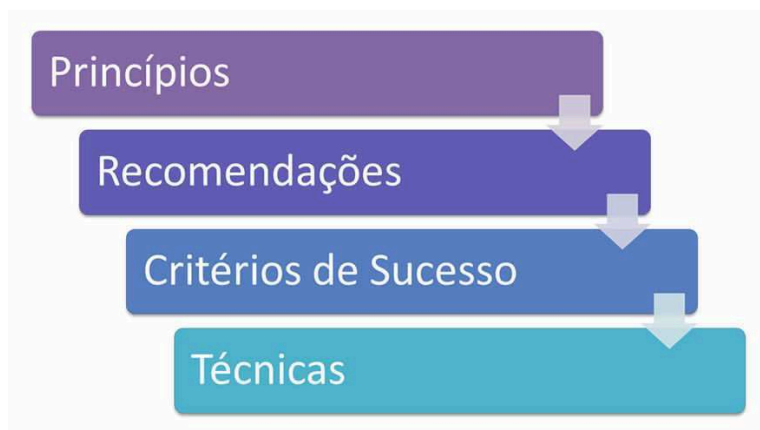 Princípios
Recomendações
Critérios de Sucesso
Técnicas